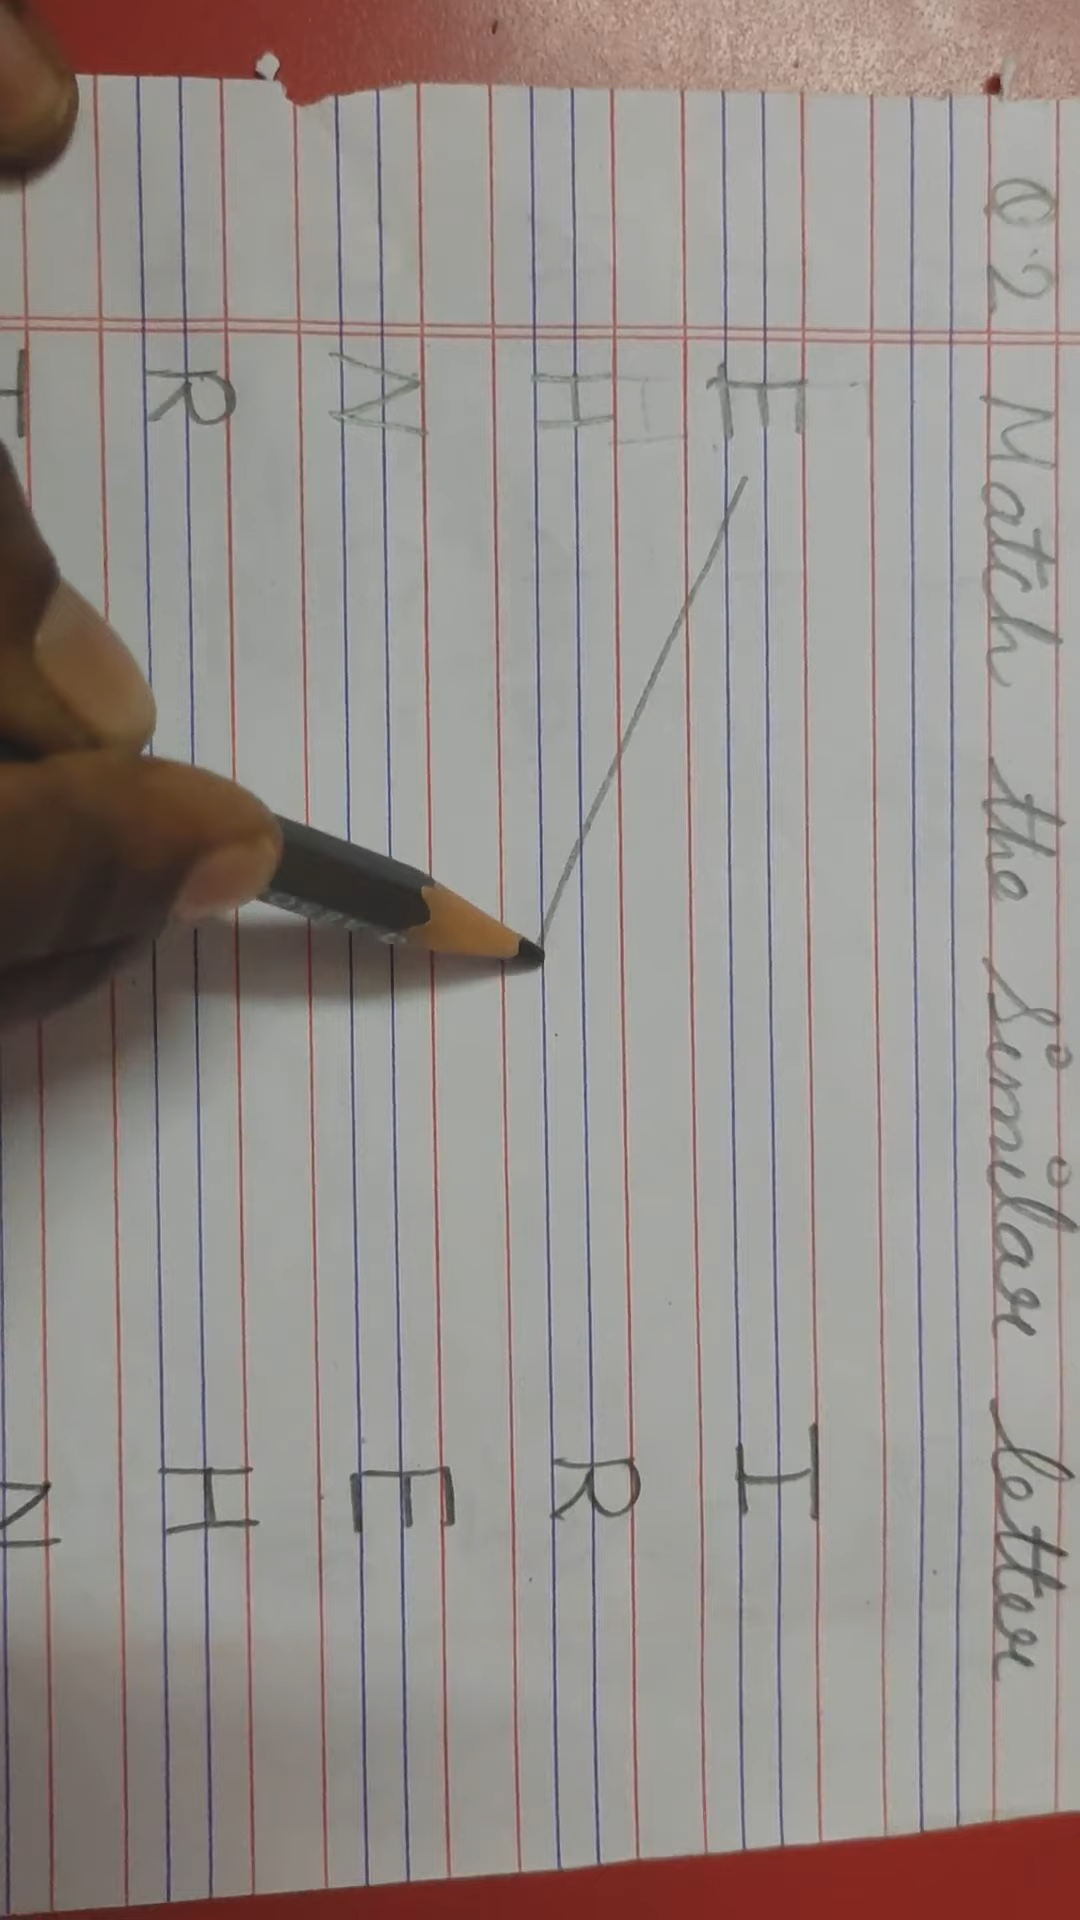 Q.2 Match the similar letter
E I
H R
N E
R H
I N